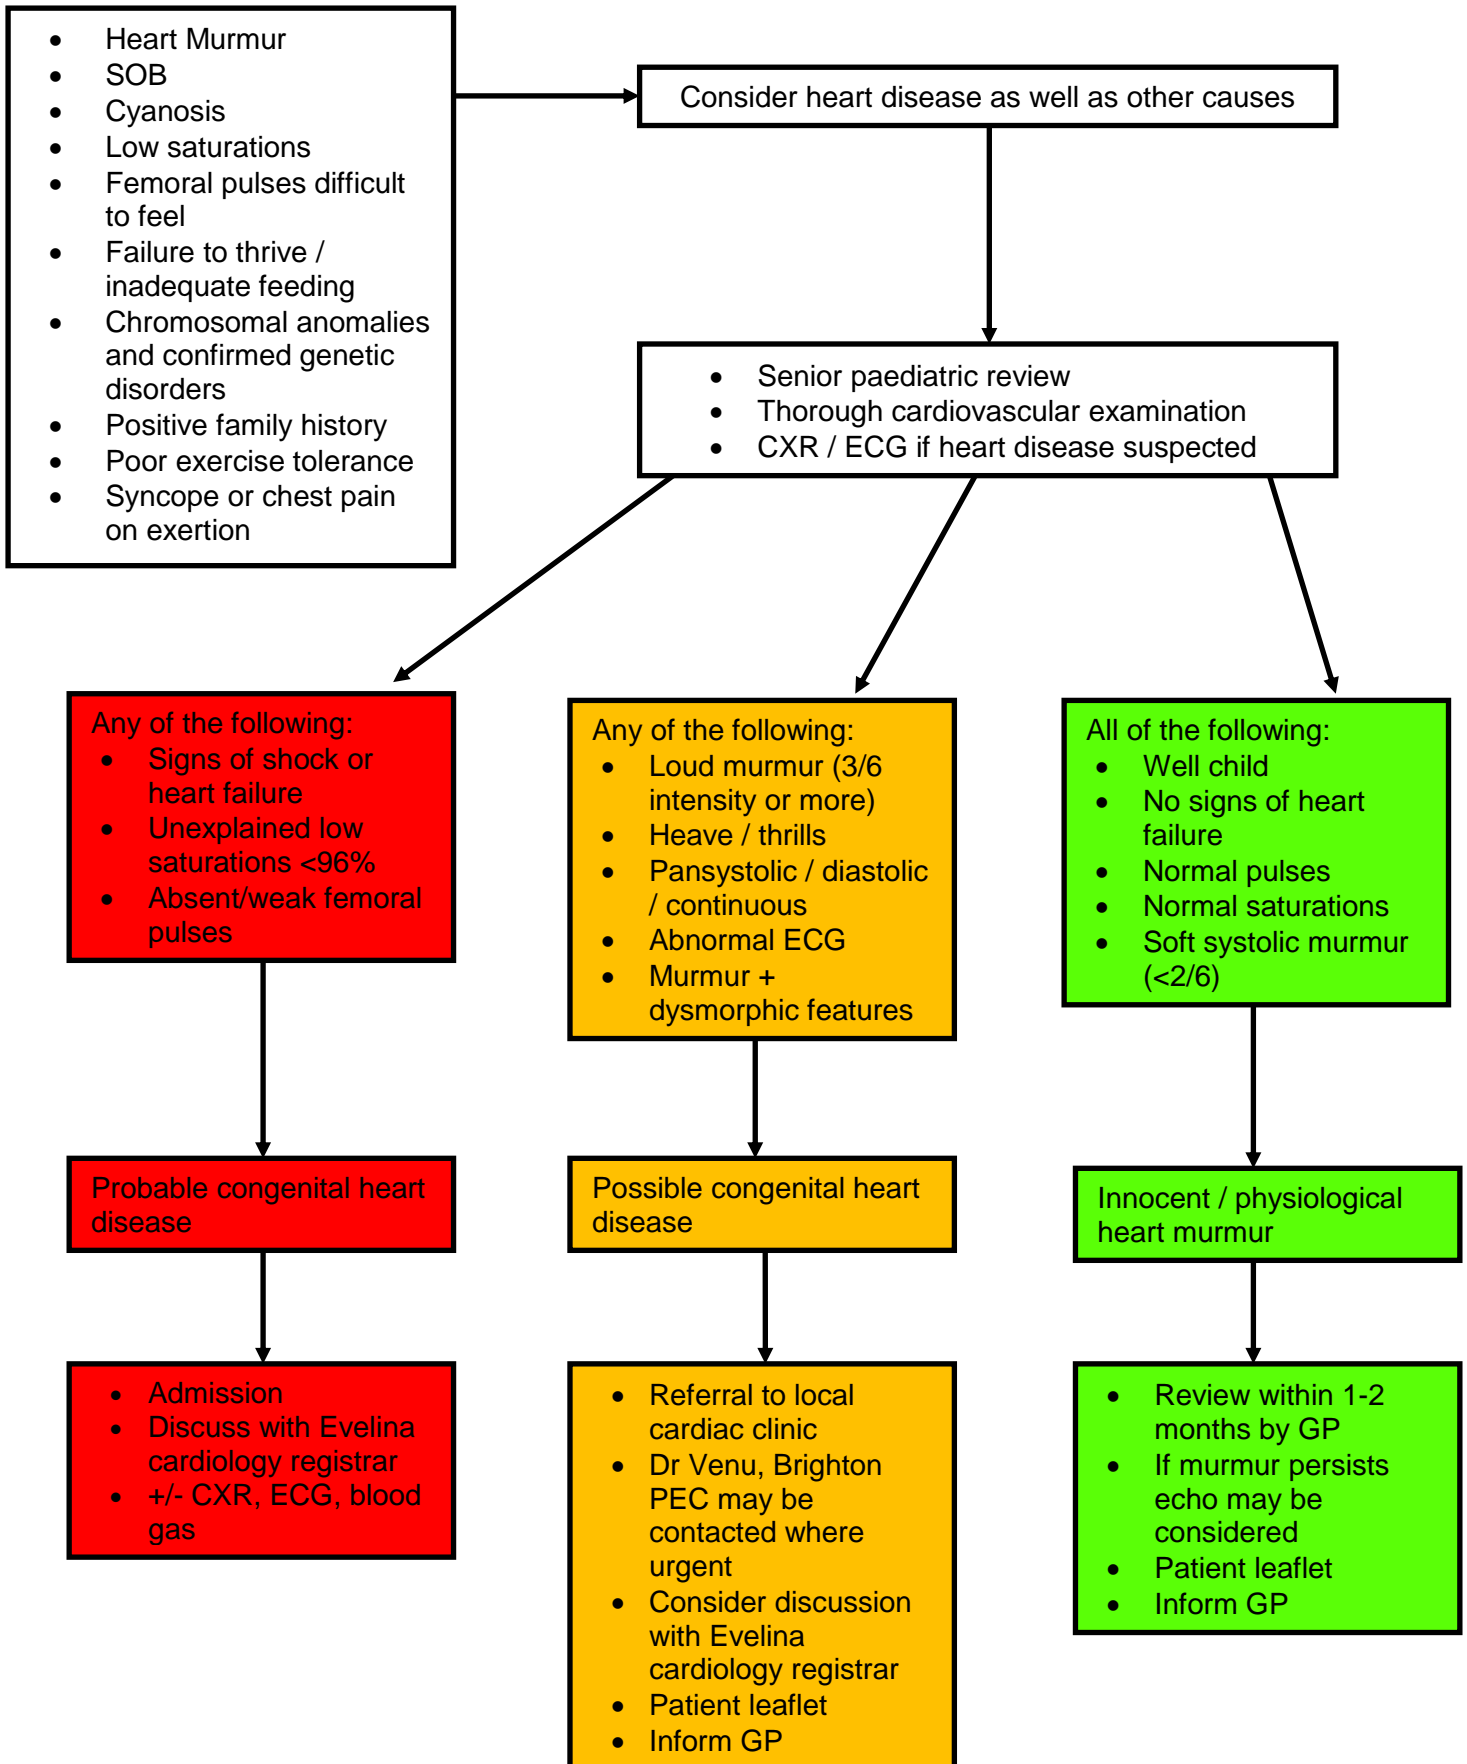 • Heart Murmur
• SOB
• Cyanosis
• Low saturations
• Femoral pulses difficult
to feel
• Failure to thrive /
inadequate feeding
• Chromosomal anomalies
and confirmed genetic
disorders
• Positive family history
• Poor exercise tolerance
• Syncope or chest pain
on exertion
Consider heart disease as well as other causes
• Senior paediatric review
• Thorough cardiovascular examination
• CXR / ECG if heart disease suspected
Any of the following:
• Signs of shock or
heart failure
• Unexplained low
saturations <96%
• Absent/weak femoral
pulses
Probable congenital heart
disease
• Admission
• Discuss with Evelina
cardiology registrar
• +/- CXR, ECG, blood
gas
Any of the following:
• Loud murmur (3/6
intensity or more)
• Heave / thrills
• Pansystolic / diastolic
/ continuous
• Abnormal ECG
• Murmur +
dysmorphic features
Possible congenital heart
disease
• Referral to local
cardiac clinic
• Dr Venu, Brighton
PEC may be
contacted where
urgent
• Consider discussion
with Evelina
cardiology registrar
• Patient leaflet
• Inform GP
All of the following:
• Well child
• No signs of heart
failure
• Normal pulses
• Normal saturations
• Soft systolic murmur
(<2/6)
Innocent / physiological
heart murmur
• Review within 1-2
months by GP
• If murmur persists
echo may be
considered
• Patient leaflet
• Inform GP